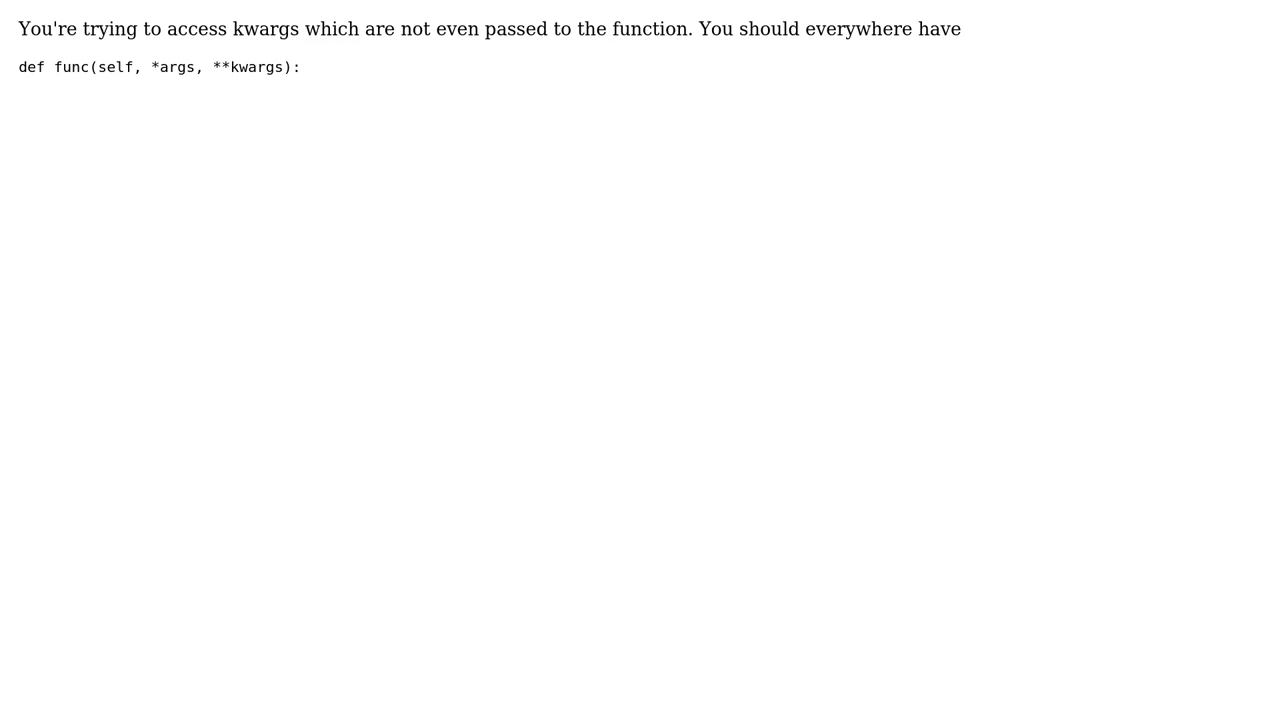 You're trying to access kwargs which are not even passed to the function. You should everywhere have
def func(self, *args, **kwargs):